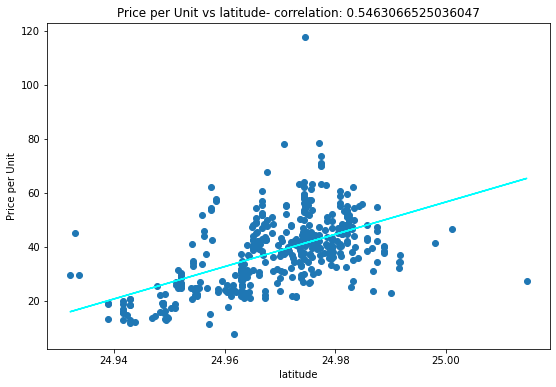 Price per Unit vs latitude- correlation: 0.5463066525036047
120
100
80
60
40
20
Price per Unit
24.94 24.96 24.98 25.00
latitude